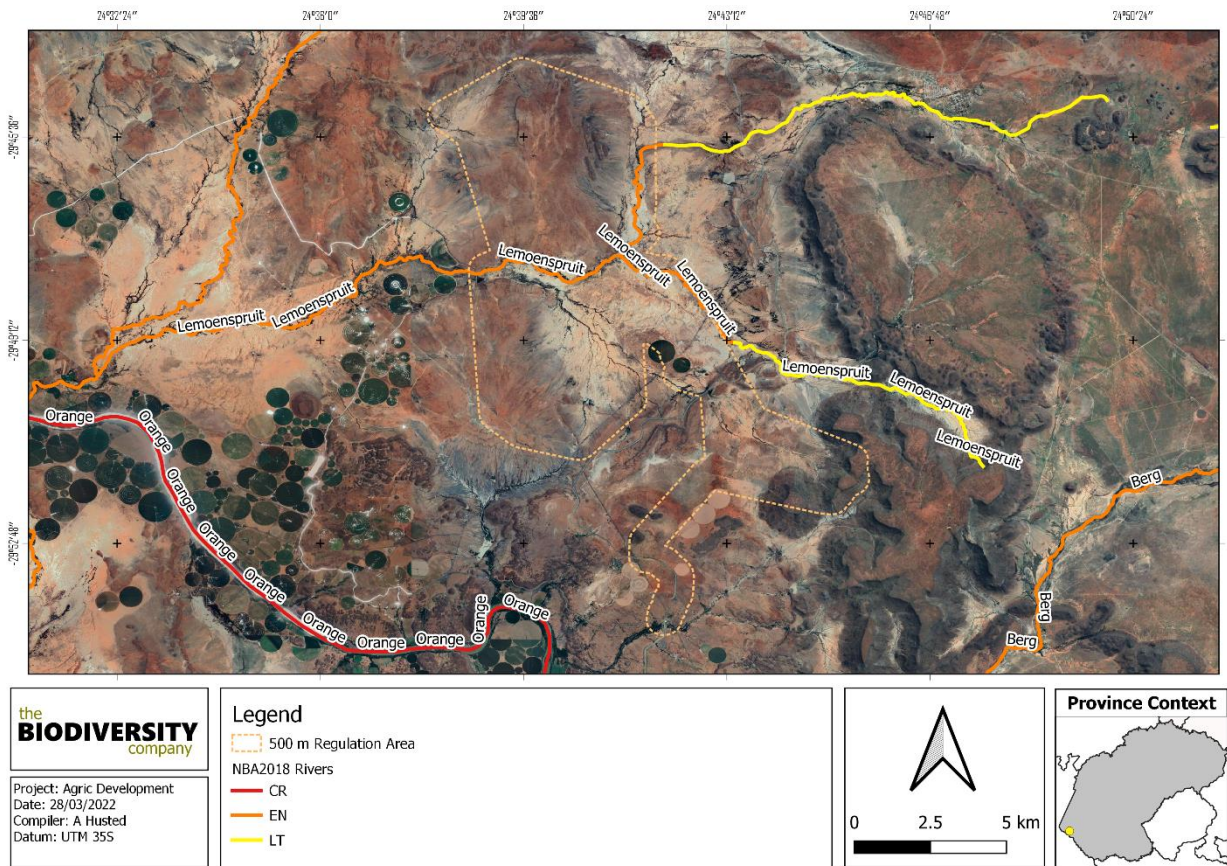 24°32'24"
24°36'0"
24°39'36"
24°43'12"
24°46'48"
24°50'24"
-29°45'36"
-29°49'12"
-29°52'48"
Lemoenspruit
Lemoenspruit
Lemoenspruit
Lemoenspruit
Lemoenspruit
Lemoenspruit
Lemoenspruit
Lemoenspruit
Orange
Orange
Orange
Orange
Orange
Orange
Orange
Orange
Orange
Orange
Berg
Berg
Berg
the
BIODIVERSITY
company
Project: Agric Development
Date: 28/03/2022
Compiler: A Husted
Datum: UTM 35S
Legend
500 m Regulation Area
NBA2018 Rivers
CR
EN
LT
0 2.5 5 km
Province Context